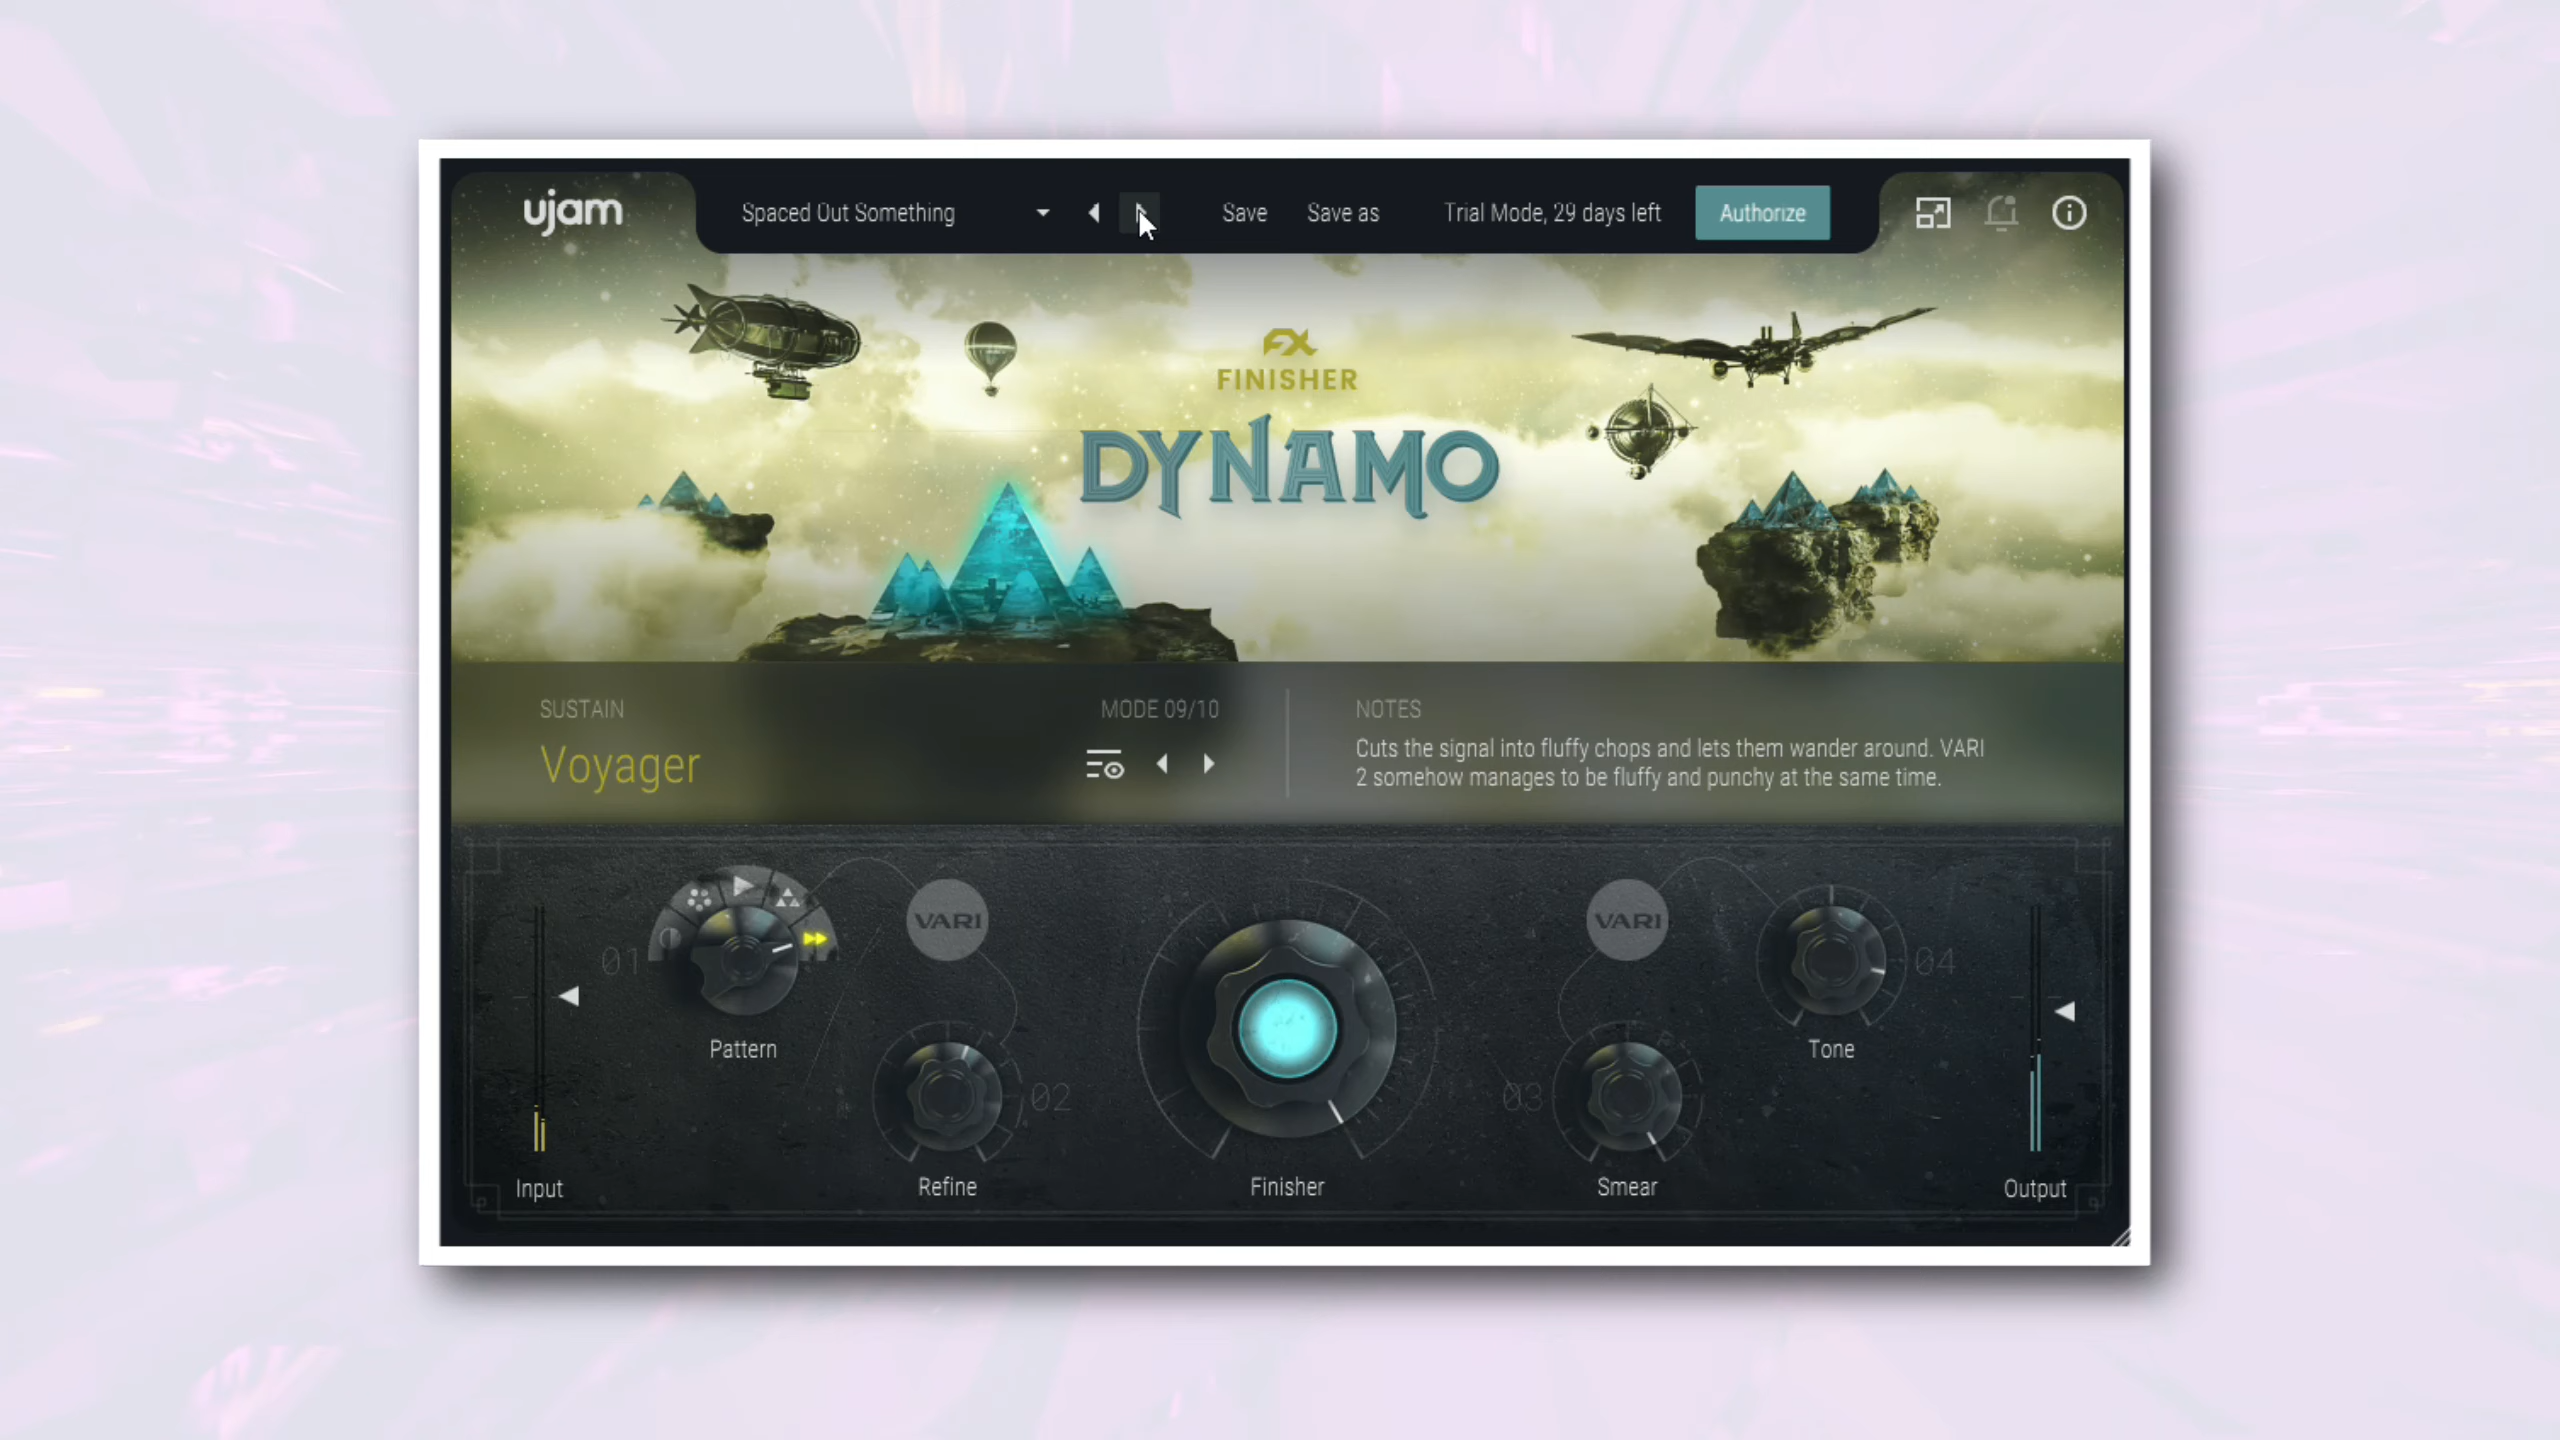 ujam
Spaced Out Something
Save
Save as
Trial Mode, 29 days left
Authorize
FX
FINISHER
DYNAMO
SUSTAIN
MODE 09/10
NOTES
Voyager
Cuts the signal into fluffy chops and lets them wander around. VARI
2 somehow manages to be fluffy and punchy at the same time.
VARI
VARI
01
04
Pattern
Tone
02
03
Input
Refine
Finisher
Smear
Output